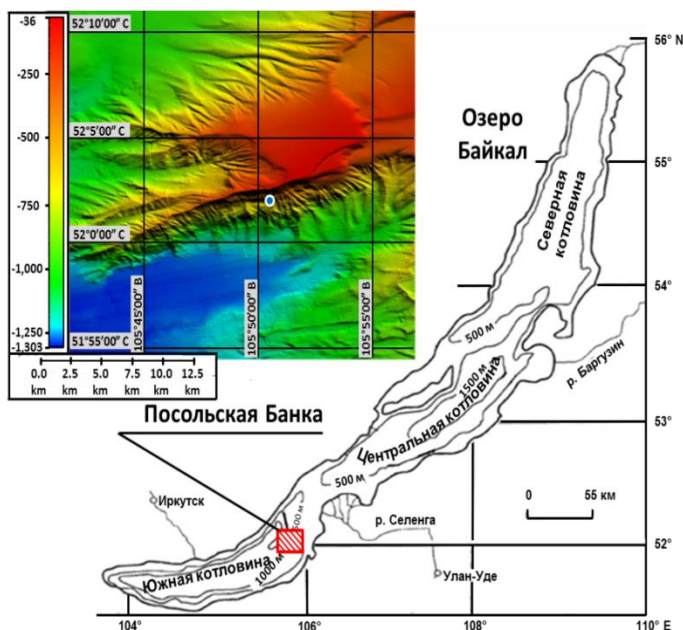 -36
-250
-500
-750
-1,000
-1,250
-1,303
52°10'00" С
52°5'00" С
52°0'00" С
51°55'00" С
105°45'00" В
105°50'00" В
105°55'00" В
0.0 2.5 5.0 7.5 10.0 12.5
km km km km km km
Озеро
Байкал
Северная
котловина
500 м
1500 м
Центральная котловина
500 м
р. Баргузин
Посольская Банка
Иркутск
500 м
р. Селенга
Улан-Уде
Южная котловина
1000 м
0 55 км
56° N
55°
54°
53°
52°
104° 106° 108° 110° E